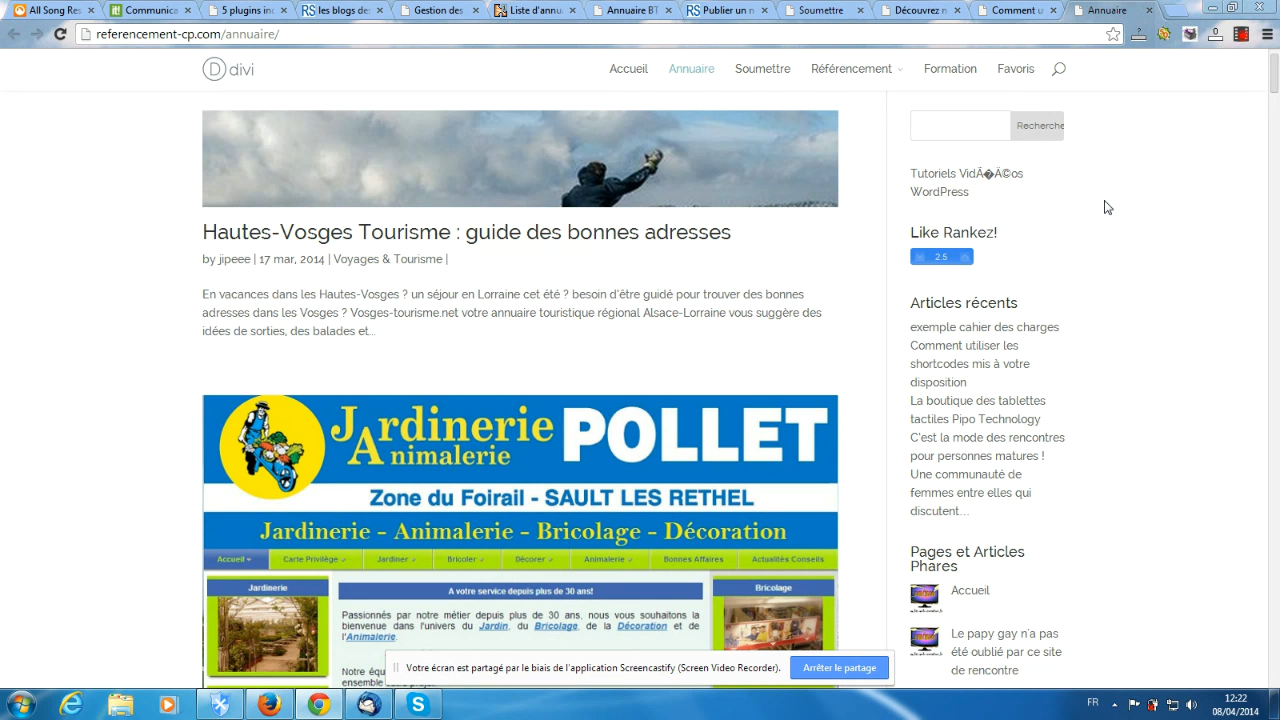 All Song Res
Communica
5 plugins inc
les blogs des
Gestion des
Liste d'annu
Annuaire BT
Publier un n
Soumettre
Découvrez n
Comment u
Annuaire
referencement-cp.com/annuaire/
D divi
Accueil
Annuaire
Soumettre
Référencement
Formation
Favoris
Recherche
Tutoriels VidÃ�Ä©os
WordPress
Hautes-Vosges Tourisme : guide des bonnes adresses
by jipeee | 17 mar, 2014 | Voyages & Tourisme |
En vacances dans les Hautes-Vosges ? un séjour en Lorraine cet été ? besoin d'être guidé pour trouver des bonnes
adresses dans les Vosges ? Vosges-tourisme.net votre annuaire touristique régional Alsace-Lorraine vous suggère des
idées de sorties, des balades et...
Like Rankez!
2.5
Articles récents
exemple cahier des charges
Comment utiliser les
shortcodes mis à votre
disposition
La boutique des tablettes
tactiles Pipo Technology
C'est la mode des rencontres
pour personnes matures !
Une communauté de
femmes entre elles qui
discutent…
Pages et Articles
Phares
Accueil
Le papy gay n'a pas
été oublié par ce site
de rencontre
Jardinerie
Animalerie
POLLET
Zone du Foirail - SAULT LES RETHEL
Jardinerie - Animalerie - Bricolage - Décoration
Accueil
Carte Privilège
Jardiner
Bricoler
Décorer
Animalerie
Bonnes Affaires
Actualités Conseils
Jardinerie
A votre service depuis plus de 30 ans!
Bricolage
Passionnés par notre métier depuis plus de 30 ans, nous vous souhaitons la
bienvenue dans l'univers du Jardin, du Bricolage, de la Décoration et de
l'Animalerie.
Notre équ
ensemble
Votre écran est partagé par le biais de l'application Screencastify (Screen Video Recorder).
Arrêter le partage
FR
12:22
08/04/2014